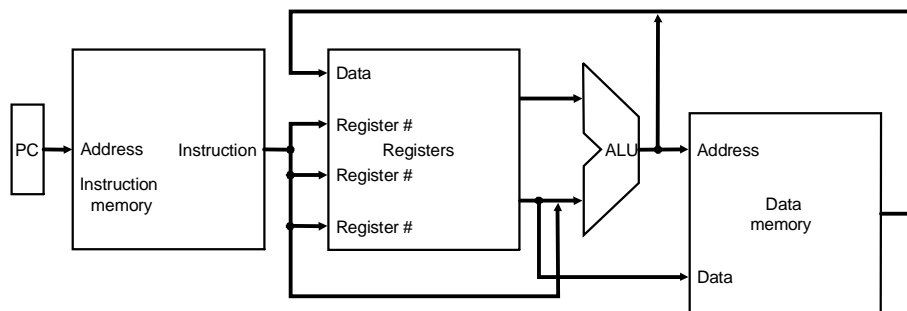 Data
PC
Address
Instruction
Instruction
memory
Register #
Registers
Register #
Register #
ALU
Address
Data
memory
Data